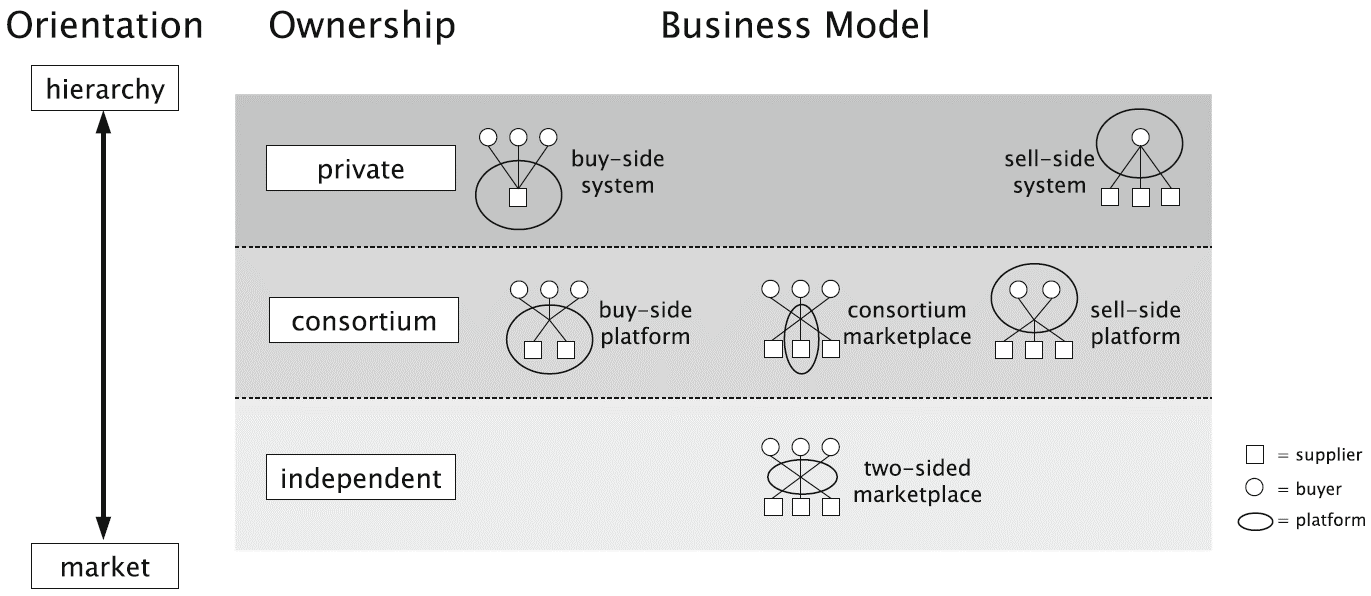 Orientation
Ownership
Business Model
hierarchy
private
buy-side
system
sell-side
system
consortium
buy-side
platform
consortium
marketplace
sell-side
platform
independent
two-sided
marketplace
market
= supplier
= buyer
= platform